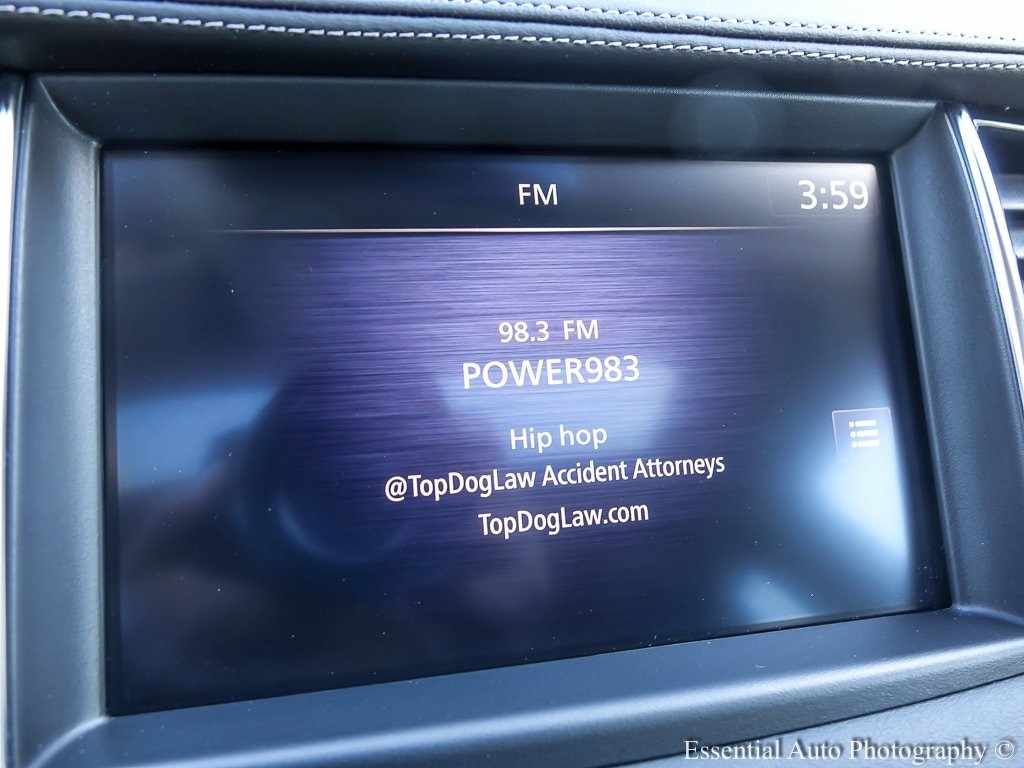 FM
3:59
98.3 FM
POWER983
Hip hop
@TopDogLaw Accident Attorneys
TopDogLaw.com
Essential Auto Photography ©